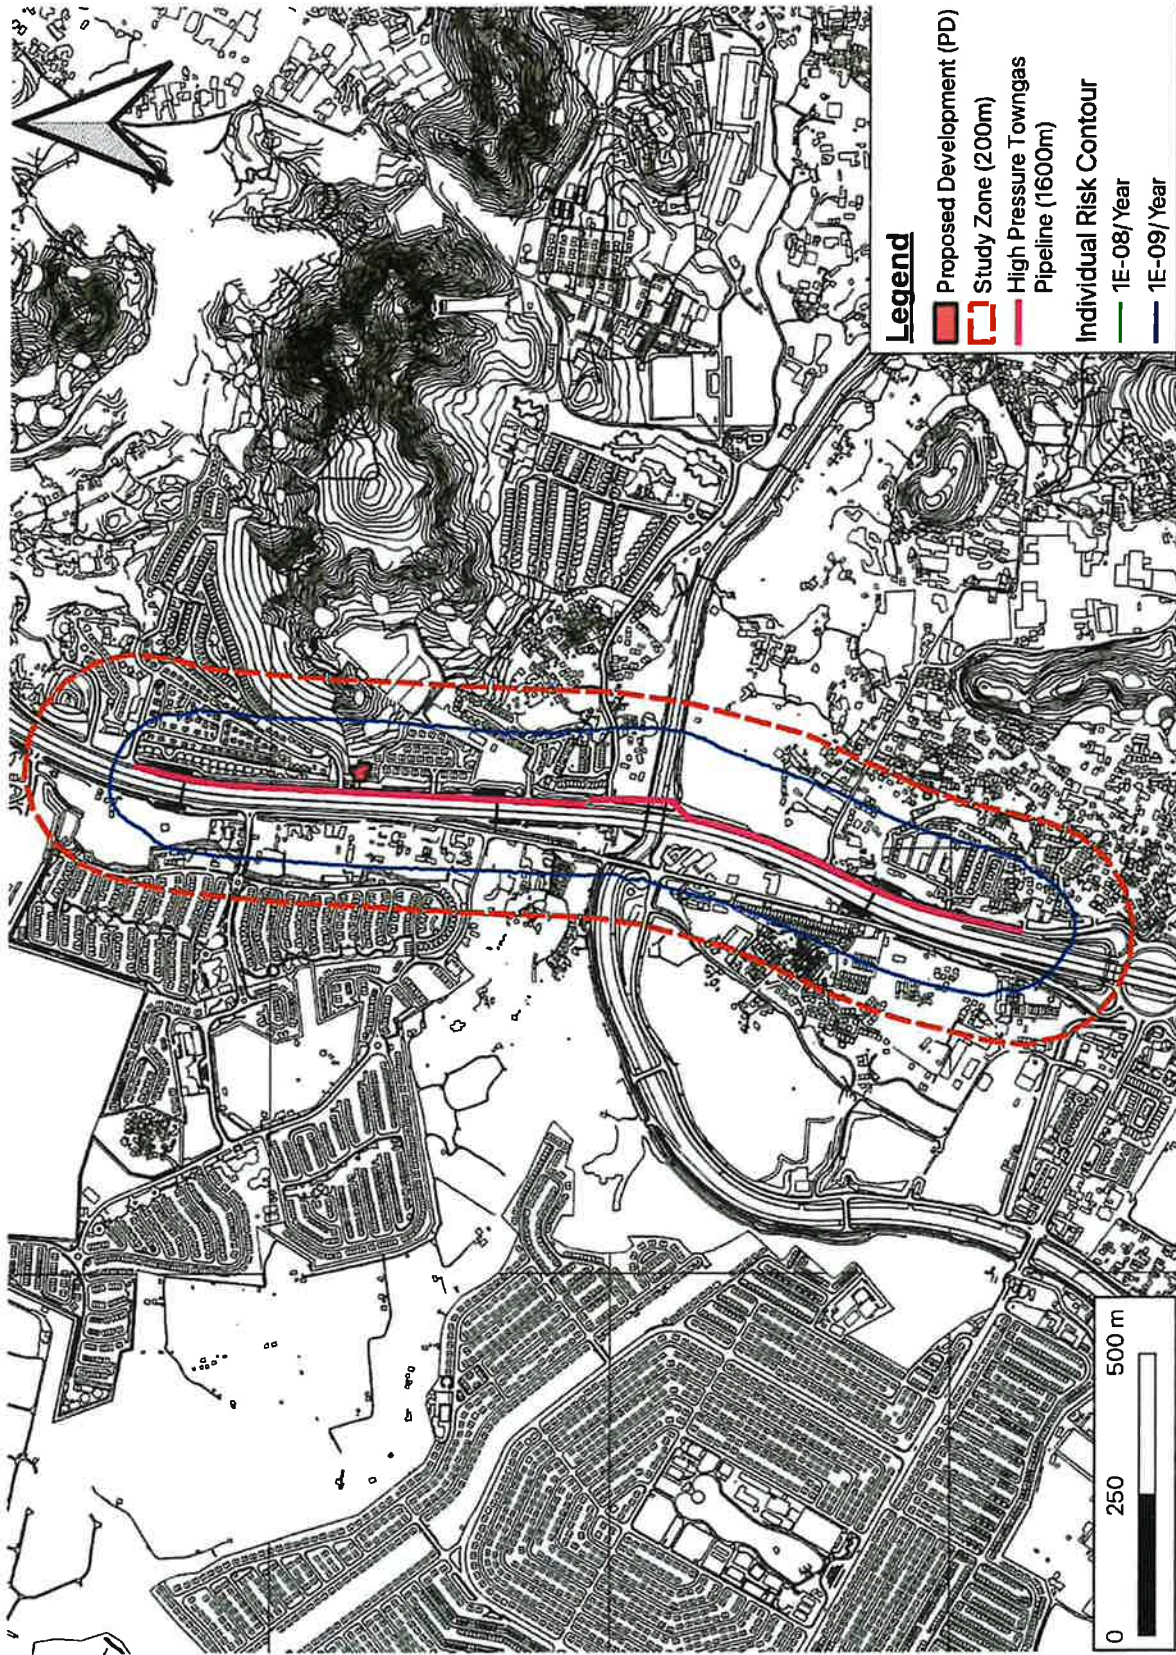 Legend
Proposed Development (PD)
Study Zone (200m)
High Pressure Towngas
Pipeline (1600m)
Individual Risk Contour
1E-08/ Year
1E-09/ Year
0 250 500 m